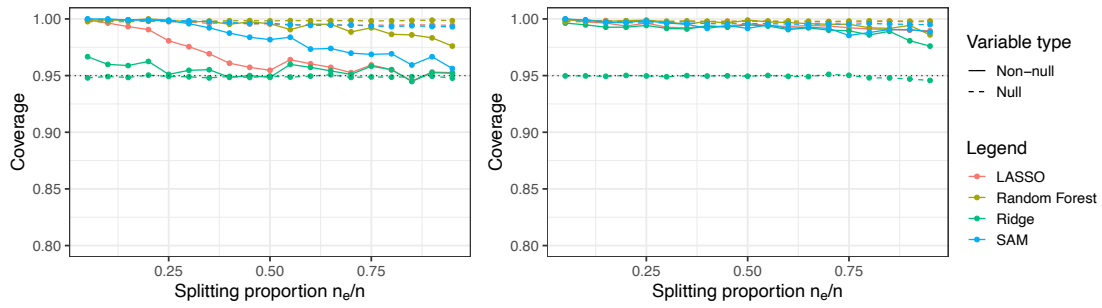 1.00
0.95
0.90
0.85
0.80
Coverage
0.25
0.50
0.75
Splitting proportion nₑ/n
1.00
0.95
0.90
0.85
0.80
Coverage
0.25
0.50
0.75
Splitting proportion nₑ/n
Variable type
Non−null
Null
Legend
LASSO
Random Forest
Ridge
SAM